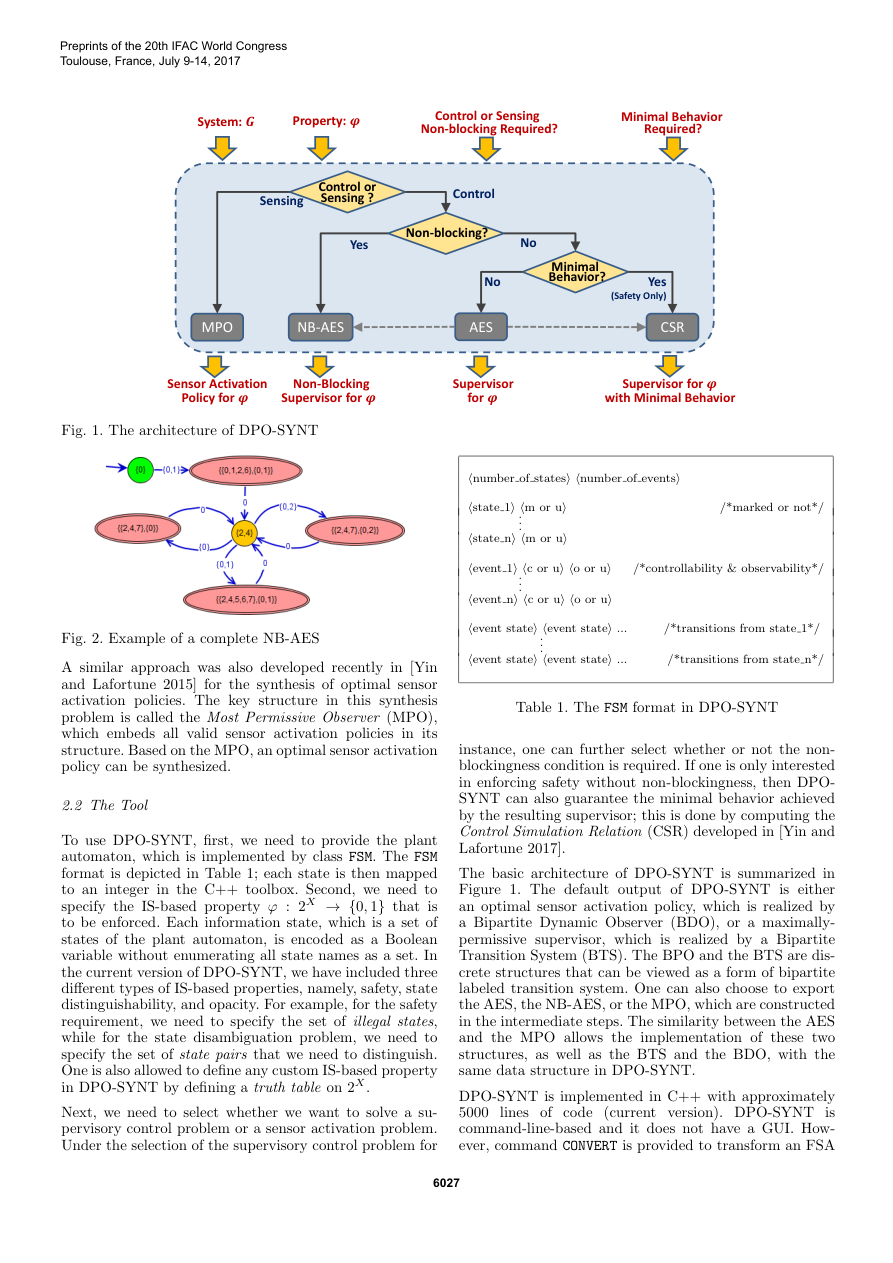 Preprints of the 20th IFAC World Congress
Toulouse, France, July 9-14, 2017
System: G
Property: φ
Control or Sensing
Non-blocking Required?
Minimal Behavior
Required?
Control or
Sensing ?
Sensing
Control
Non-blocking?
Yes
No
Minimal
Behavior?
No
Yes
(Safety Only)
MPO
NB-AES
AES
CSR
Sensor Activation
Policy for φ
Non-Blocking
Supervisor for φ
Supervisor
for φ
Supervisor for φ
with Minimal Behavior
Fig. 1. The architecture of DPO-SYNT
{0}
{0,1}
{{0,1,2,6},{0,1}}
0
{{2,4,7},{0}}
0
{0}
{2,4}
{0,2}
0
{{2,4,7},{0,2}}
{0,1}
0
{{2,4,5,6,7},{0,1}}
Fig. 2. Example of a complete NB-AES
A similar approach was also developed recently in [Yin
and Lafortune 2015] for the synthesis of optimal sensor
activation policies. The key structure in this synthesis
problem is called the Most Permissive Observer (MPO),
which embeds all valid sensor activation policies in its
structure. Based on the MPO, an optimal sensor activation
policy can be synthesized.
2.2 The Tool
To use DPO-SYNT, first, we need to provide the plant
automaton, which is implemented by class FSM. The FSM
format is depicted in Table 1; each state is then mapped
to an integer in the C++ toolbox. Second, we need to
specify the IS-based property φ : 2^X → {0, 1} that is
to be enforced. Each information state, which is a set of
states of the plant automaton, is encoded as a Boolean
variable without enumerating all state names as a set. In
the current version of DPO-SYNT, we have included three
different types of IS-based properties, namely, safety, state
distinguishability, and opacity. For example, for the safety
requirement, we need to specify the set of illegal states,
while for the state disambiguation problem, we need to
specify the set of state pairs that we need to distinguish.
One is also allowed to define any custom IS-based property
in DPO-SYNT by defining a truth table on 2^X.
Next, we need to select whether we want to solve a su-
pervisory control problem or a sensor activation problem.
Under the selection of the supervisory control problem for
⟨number_of_states⟩ ⟨number_of_events⟩
⟨state_1⟩ ⟨m or u⟩ /*marked or not*/
⋮
⟨state_n⟩ ⟨m or u⟩
⟨event_1⟩ ⟨c or u⟩ ⟨o or u⟩ /*controllability & observability*/
⋮
⟨event_n⟩ ⟨c or u⟩ ⟨o or u⟩
⟨event state⟩ ⟨event state⟩ ... /*transitions from state_1*/
⋮
⟨event state⟩ ⟨event state⟩ ... /*transitions from state_n*/
Table 1. The FSM format in DPO-SYNT
instance, one can further select whether or not the non-
blockingness condition is required. If one is only interested
in enforcing safety without non-blockingness, then DPO-
SYNT can also guarantee the minimal behavior achieved
by the resulting supervisor; this is done by computing the
Control Simulation Relation (CSR) developed in [Yin and
Lafortune 2017].
The basic architecture of DPO-SYNT is summarized in
Figure 1. The default output of DPO-SYNT is either
an optimal sensor activation policy, which is realized by
a Bipartite Dynamic Observer (BDO), or a maximally-
permissive supervisor, which is realized by a Bipartite
Transition System (BTS). The BPO and the BTS are dis-
crete structures that can be viewed as a form of bipartite
labeled transition system. One can also choose to export
the AES, the NB-AES, or the MPO, which are constructed
in the intermediate steps. The similarity between the AES
and the MPO allows the implementation of these two
structures, as well as the BTS and the BDO, with the
same data structure in DPO-SYNT.
DPO-SYNT is implemented in C++ with approximately
5000 lines of code (current version). DPO-SYNT is
command-line-based and it does not have a GUI. How-
ever, command CONVERT is provided to transform an FSA
6027